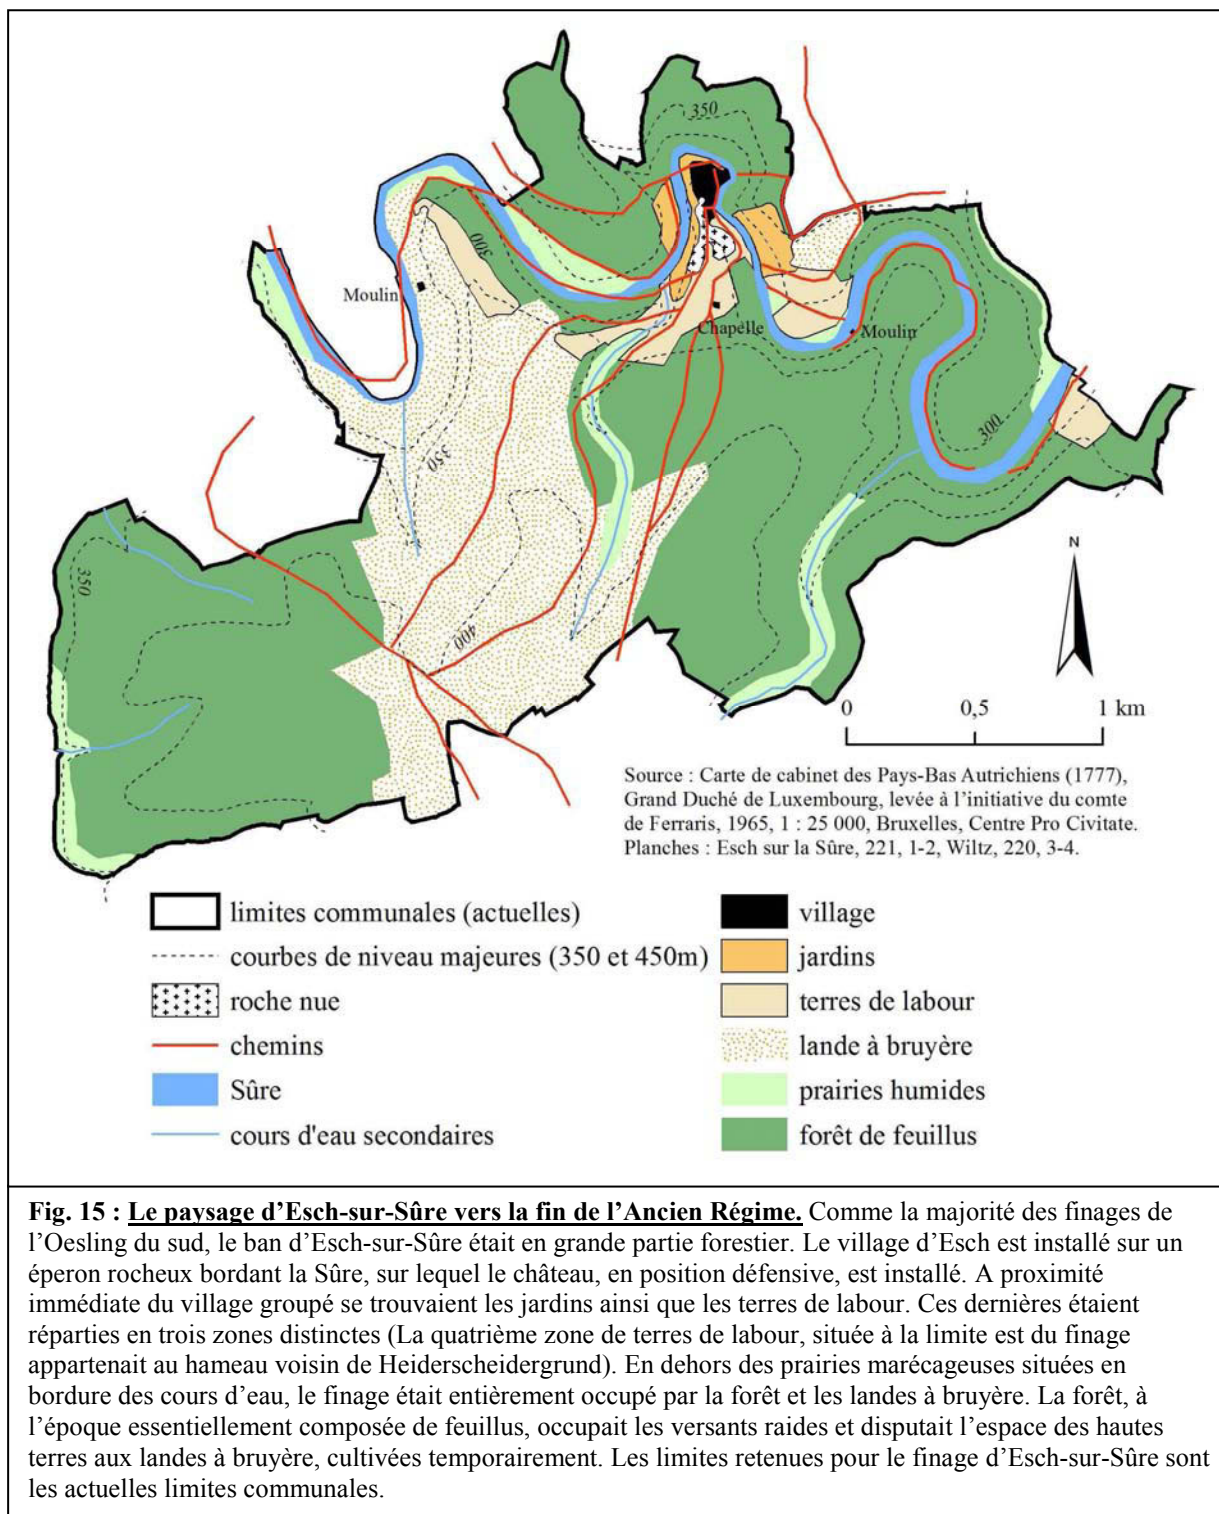 350
300
Moulin
Chapelle
Moulin
300
350
350
400
N
0 0,5 1 km
Source : Carte de cabinet des Pays-Bas Autrichiens (1777),
Grand Duché de Luxembourg, levée à l'initiative du comte
de Ferraris, 1965, 1 : 25 000, Bruxelles, Centre Pro Civitate.
Planches : Esch sur la Sûre, 221, 1-2, Wiltz, 220, 3-4.
limites communales (actuelles)
courbes de niveau majeures (350 et 450m)
roche nue
chemins
Sûre
cours d'eau secondaires
village
jardins
terres de labour
lande à bruyère
prairies humides
forêt de feuillus
Fig. 15 : Le paysage d'Esch-sur-Sûre vers la fin de l'Ancien Régime. Comme la majorité des finages de
l'Oesling du sud, le ban d'Esch-sur-Sûre était en grande partie forestier. Le village d'Esch est installé sur un
éperon rocheux bordant la Sûre, sur lequel le château, en position défensive, est installé. A proximité
immédiate du village groupé se trouvaient les jardins ainsi que les terres de labour. Ces dernières étaient
réparties en trois zones distinctes (La quatrième zone de terres de labour, située à la limite est du finage
appartenait au hameau voisin de Heiderscheidergrund). En dehors des prairies marécageuses situées en
bordure des cours d'eau, le finage était entièrement occupé par la forêt et les landes à bruyère. La forêt, à
l'époque essentiellement composée de feuillus, occupait les versants raides et disputait l'espace des hautes
terres aux landes à bruyère, cultivées temporairement. Les limites retenues pour le finage d'Esch-sur-Sûre sont
les actuelles limites communales.